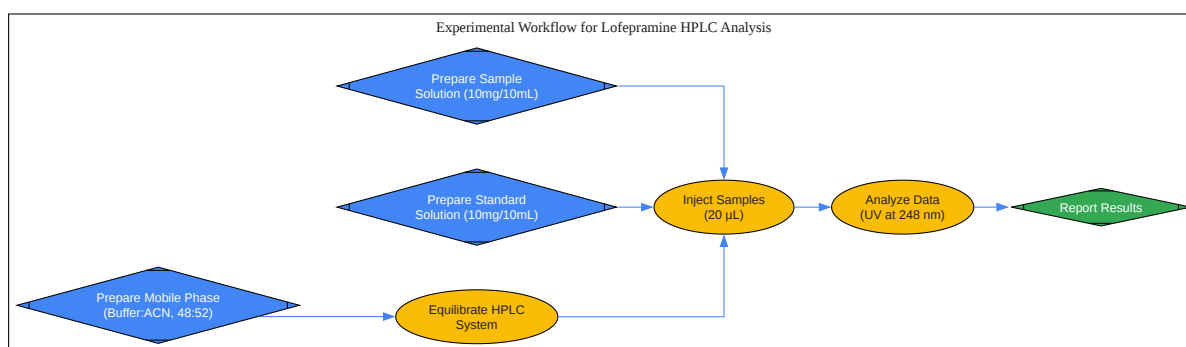 Experimental Workflow for Lofepramine HPLC Analysis
Prepare Sample
Solution (10mg/10mL)
Prepare Standard
Solution (10mg/10mL)
Inject Samples
(20 µL)
Analyze Data
(UV at 248 nm)
Report Results
Prepare Mobile Phase
(Buffer:ACN, 48:52)
Equilibrate HPLC
System